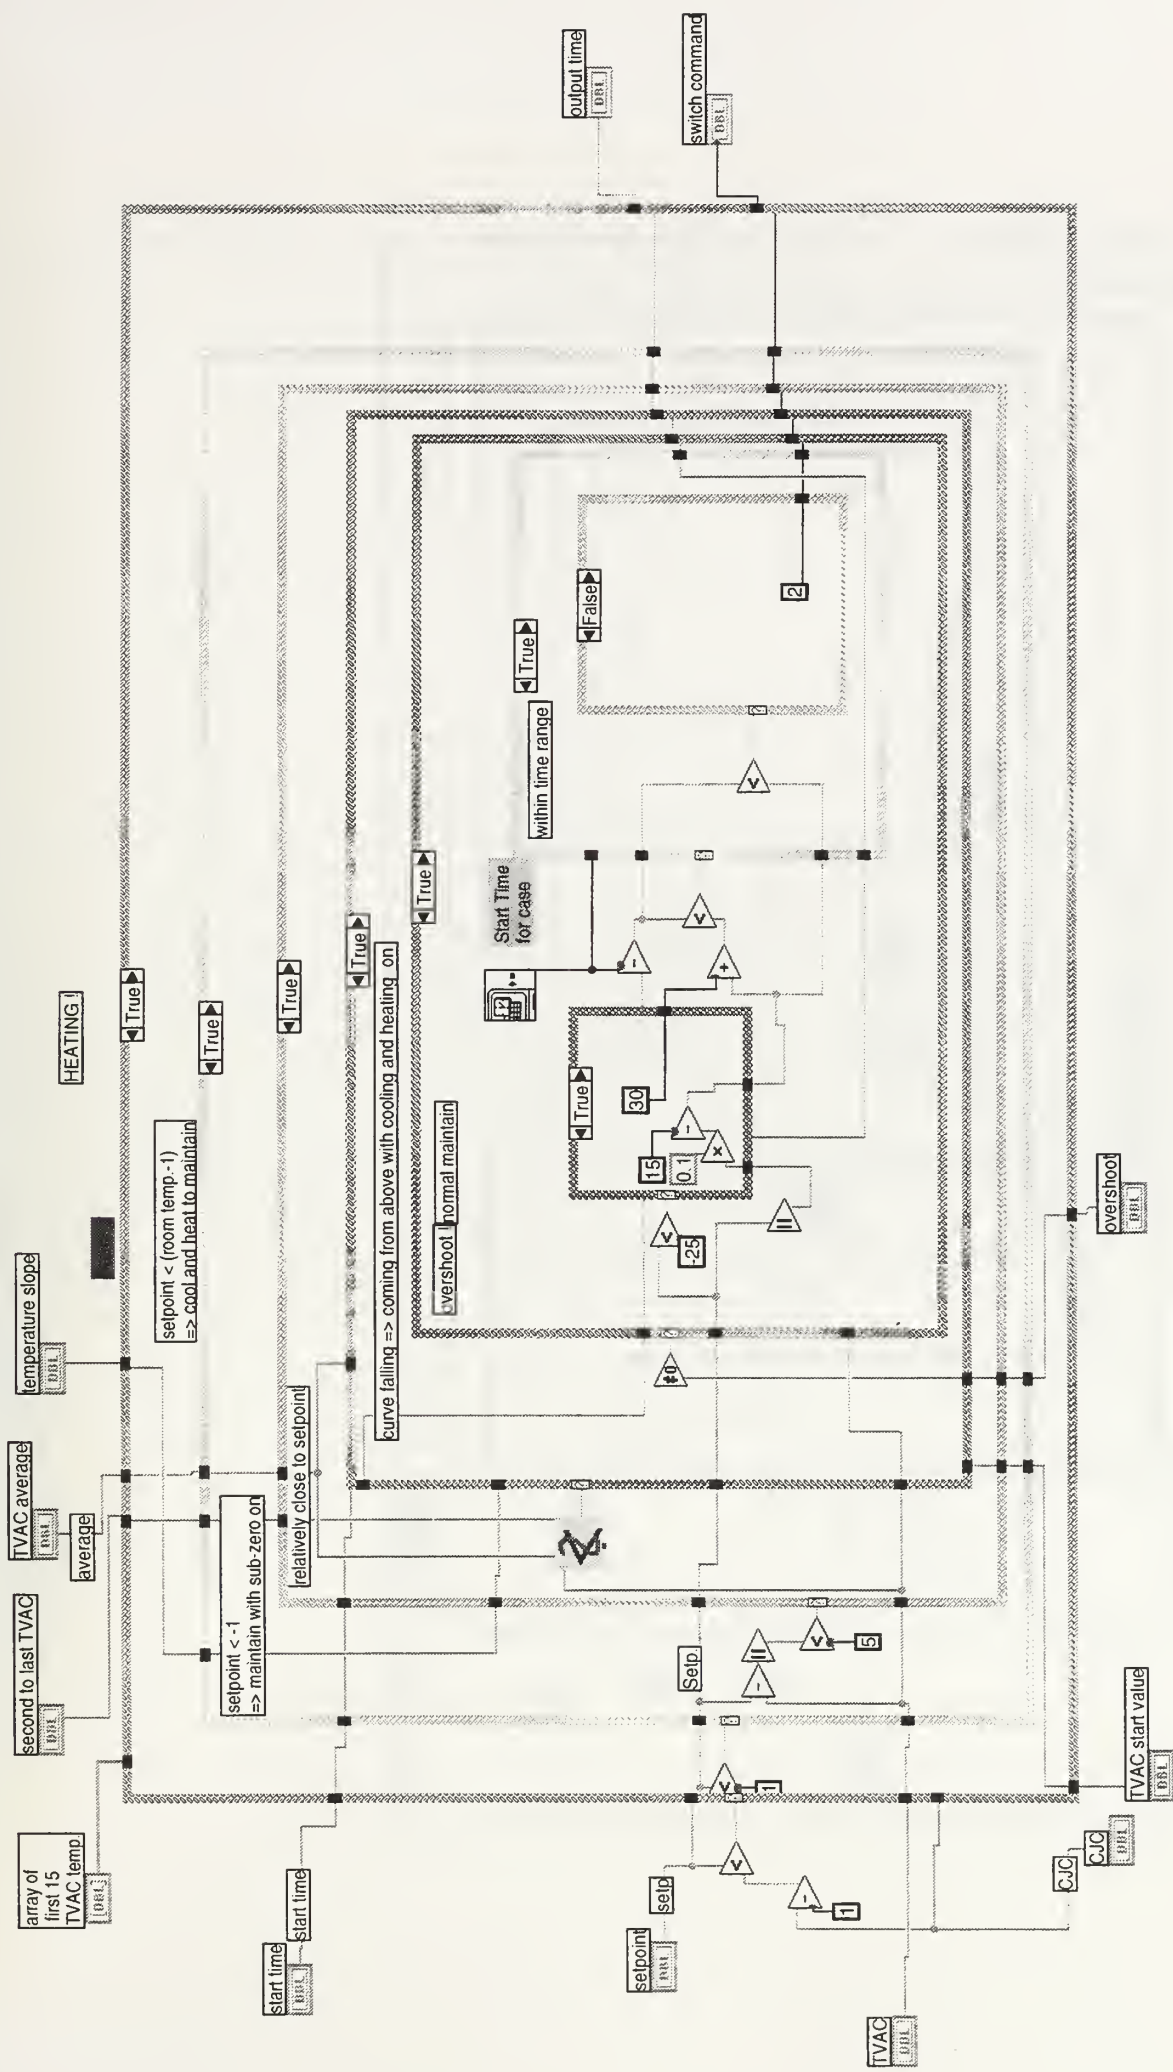 HEATING !
True
True
True
True
True
True
True
False
output time
DBL
switch command
DBL
within time range
Start Time
for case
2
30
15
0.1
-25
temperature slope
DBL
TVAC average
DBL
average
second to last TVAC
DBL
array of
first 15
TVAC temp.
DBL
setpoint < (room temp.-1)
=> cool and heat to maintain
setpoint < -1
=> maintain with sub-zero on
relatively close to setpoint
curve falling => coming from above with cooling and heating on
overshoot
normal maintain
start time
DBL
start time
setpoint
DBL
setp
Setp.
5
1
TVAC
DBL
CJC
CJC
DBL
TVAC start value
DBL
overshoot
DBL